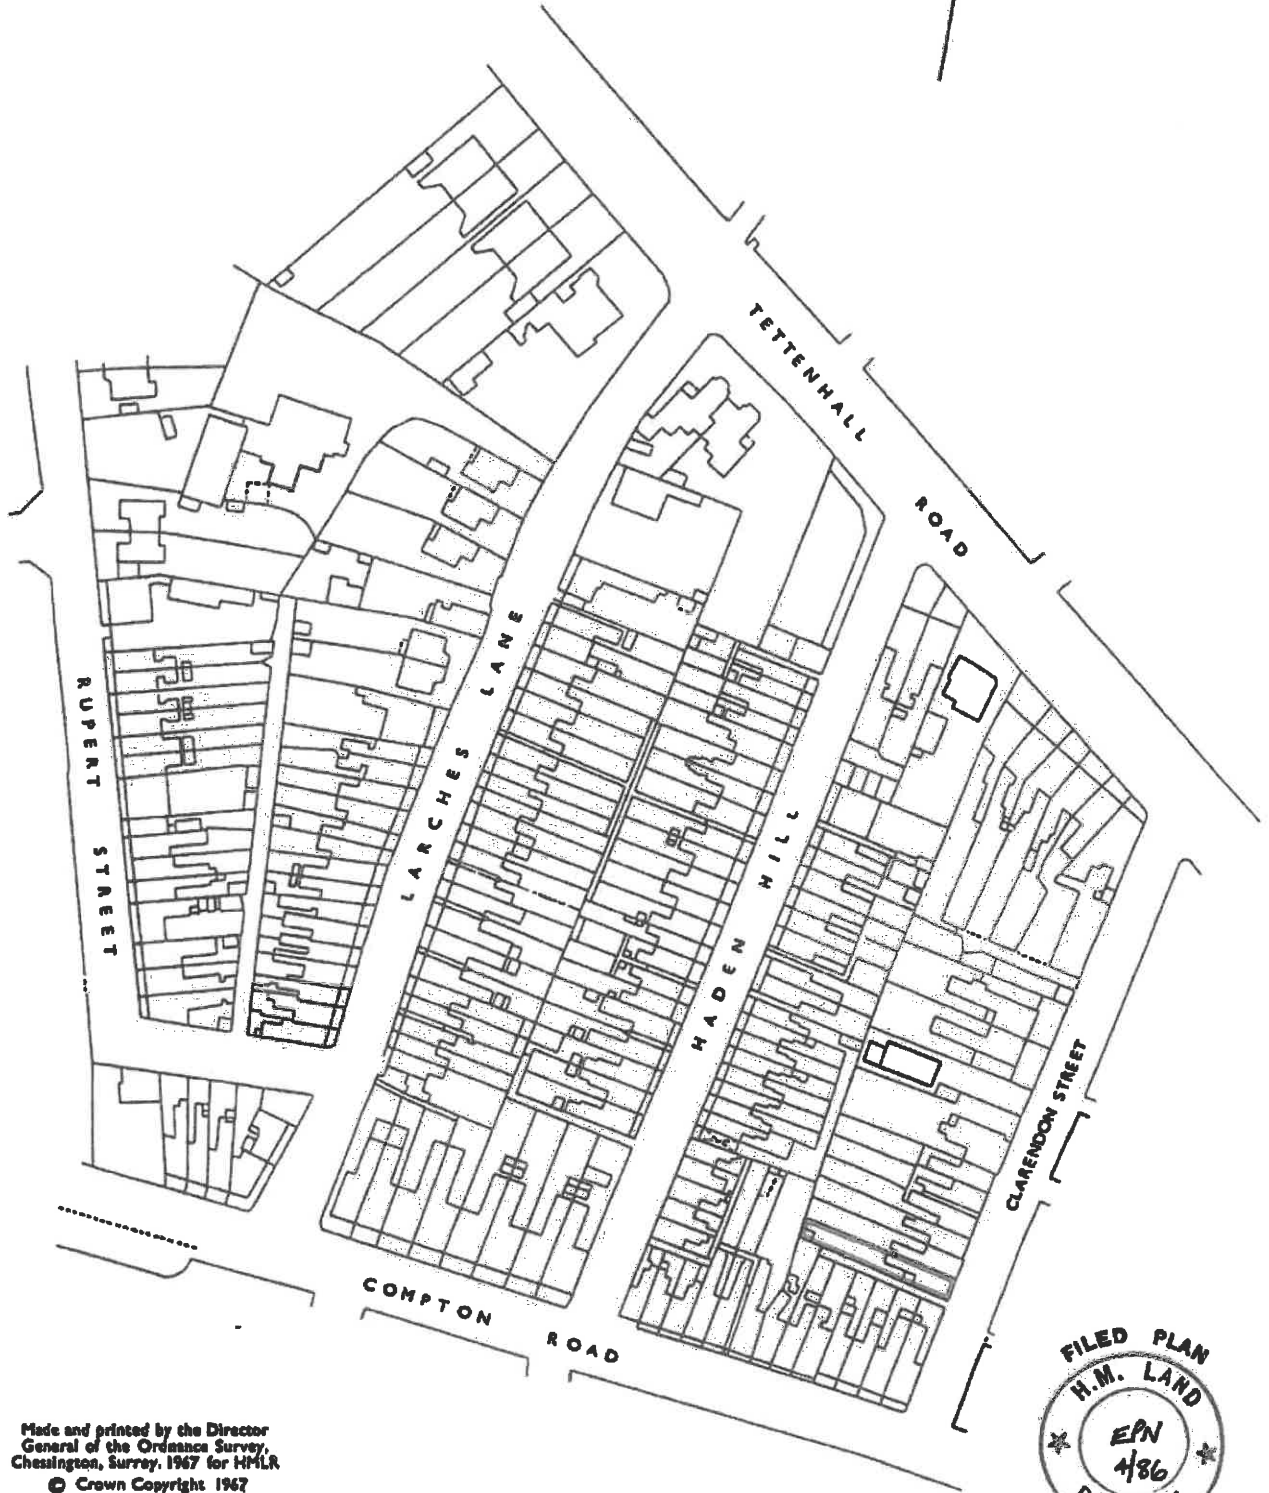 TETTENHALL ROAD
RUPERT STREET
LARCHES LANE
HADEN HILL
CLARENDON STREET
COMPTON ROAD
FILED PLAN
H.M. LAND
EPN
4/86
Made and printed by the Director
General of the Ordnance Survey,
Chessington, Surrey. 1967 for HMLR
© Crown Copyright 1967